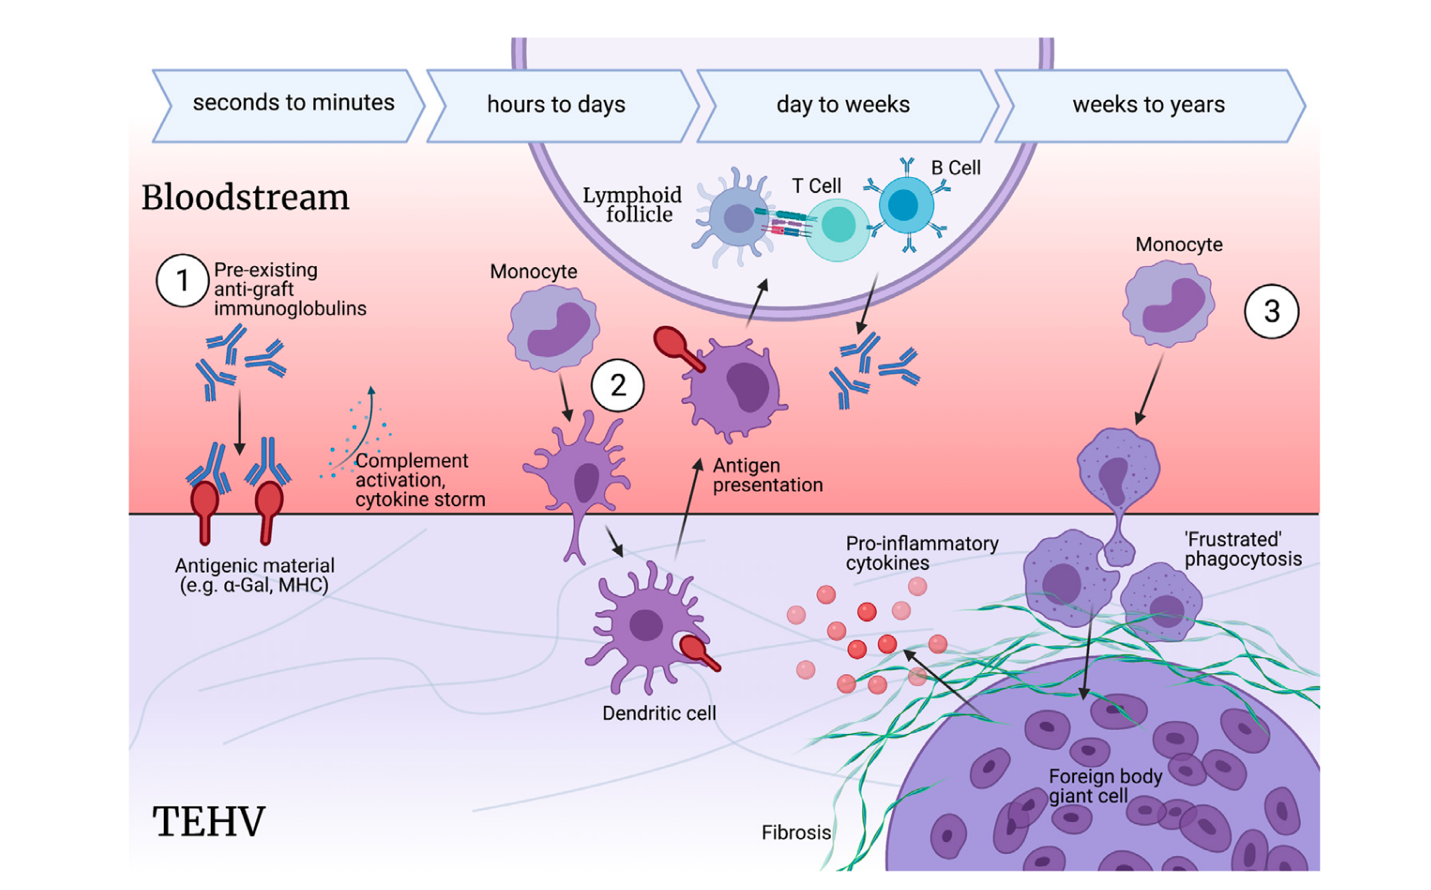 seconds to minutes
hours to days
day to weeks
weeks to years
Bloodstream
Lymphoid
follicle
T Cell
B Cell
1
Pre-existing
anti-graft
immunoglobulins
Monocyte
2
Monocyte
3
Complement
activation,
cytokine storm
Antigen
presentation
Antigenic material
(e.g. α-Gal, MHC)
Pro-inflammatory
cytokines
'Frustrated'
phagocytosis
Dendritic cell
Foreign body
giant cell
TEHV
Fibrosis